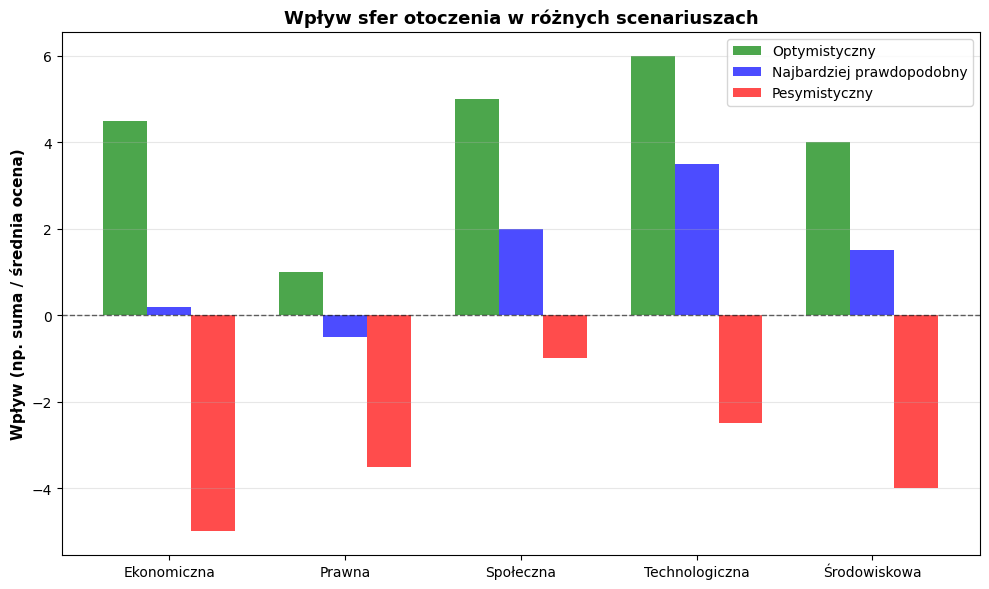 Wpływ sfer otoczenia w różnych scenariuszach
Optymistyczny
Najbardziej prawdopodobny
Pesymistyczny
Wpływ (np. suma / średnia ocena)
6
4
2
0
−2
−4
Ekonomiczna
Prawna
Społeczna
Technologiczna
Środowiskowa